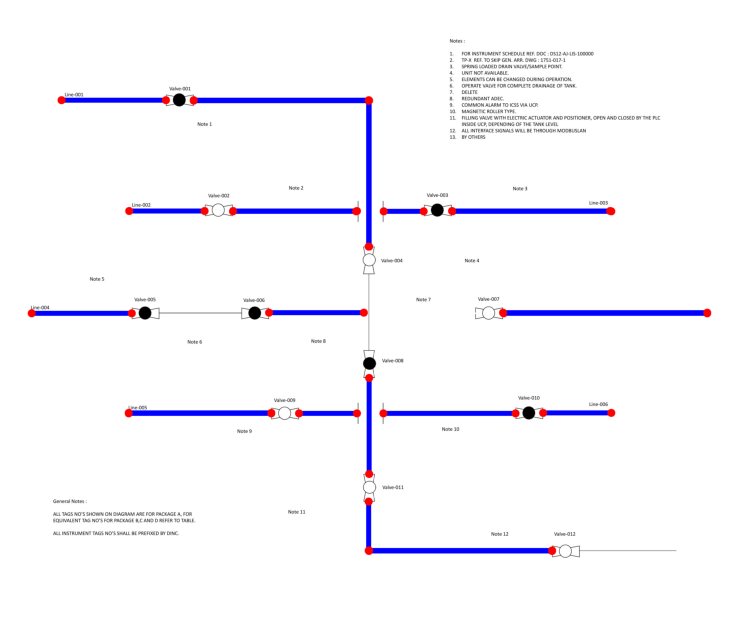 Notes :
1. FOR INSTRUMENT SCHEDULE REF. DOC : DS12-AJ-LIS-100000
2. TP-X REF. TO SKIP GEN. ARR. DWG : 1751-017-1
3. SPRING LOADED DRAIN VALVE/SAMPLE POINT.
4. UNIT NOT AVAILABLE.
5. ELEMENTS CAN BE CHANGED DURING OPERATION.
6. OPERATE VALVE FOR COMPLETE DRAINAGE OF TANK.
7. DELETE
8. REDUNDANT ADEC.
9. COMMON ALARM TO ICSS VIA UCP.
10. MAGNETIC ROLLER TYPE.
11. FILLING VALVE WITH ELECTRIC ACTUATOR AND POSITIONER, OPEN AND CLOSED BY THE PLC
INSIDE UCP, DEPENDING OF THE TANK LEVEL
12. ALL INTERFACE SIGNALS WILL BE THROUGH MODBUSLAN
13. BY OTHERS.
Line-001
Valve-001
Note 1
Note 2
Note 3
Line-002
Valve-002
Valve-003
Line-003
Valve-004
Note 4
Note 5
Line-004
Valve-005
Valve-006
Note 7
Valve-007
Note 6
Note 8
Valve-008
Line-005
Valve-009
Valve-010
Line-006
Note 9
Note 10
Valve-011
General Notes :
ALL TAGS NO'S SHOWN ON DIAGRAM ARE FOR PACKAGE A, FOR
EQUIVALENT TAG NO'S FOR PACKAGE B,C AND D REFER TO TABLE.
ALL INSTRUMENT TAGS NO'S SHALL BE PREFIXED BY DINC.
Note 11
Note 12
Valve-012